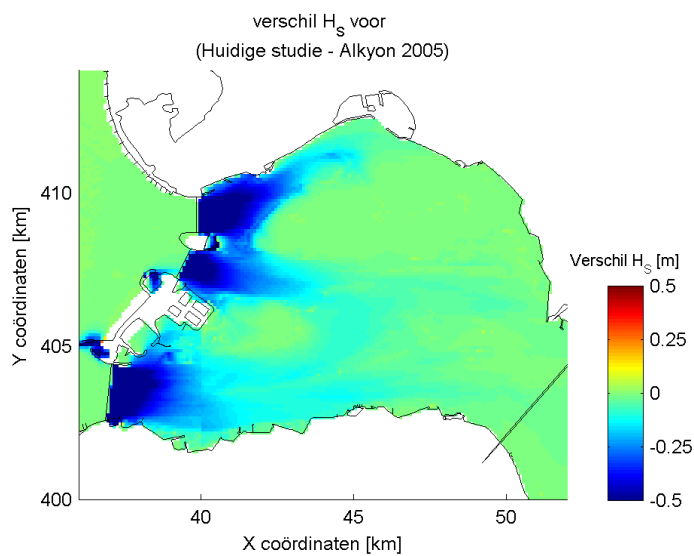 verschil H_S voor
(Huidige studie - Alkyon 2005)
Y coördinaten [km]
410
405
400
40
45
50
X coördinaten [km]
Verschil H_S [m]
0.5
0.25
0
-0.25
-0.5